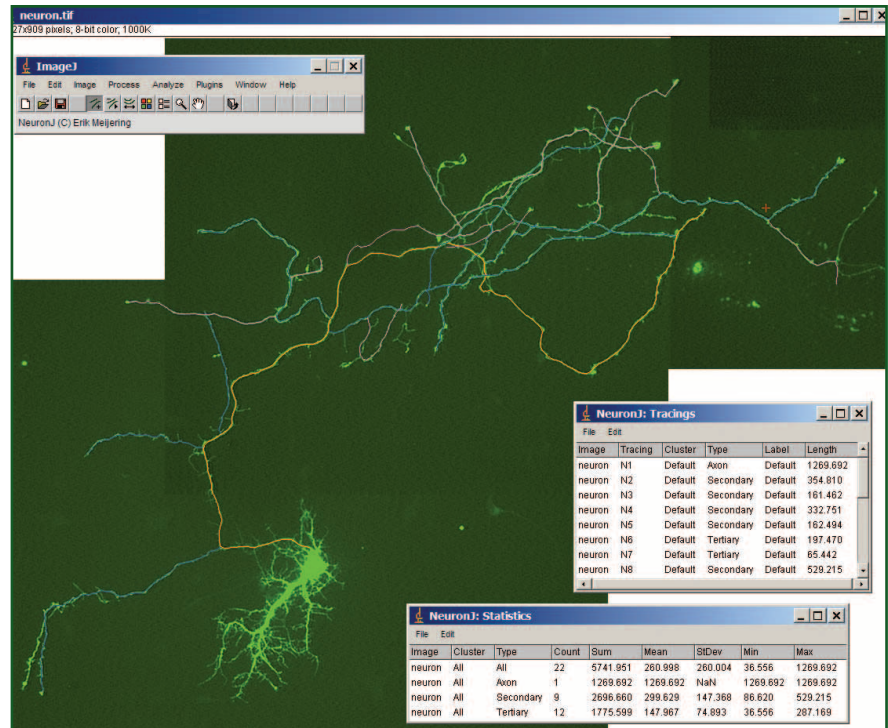 neuron.tif
27x909 pixels; 8-bit color; 1000K
ImageJ
File Edit Image Process Analyze Plugins Window Help
NeuronJ (C) Erik Meijering
NeuronJ: Tracings
File Edit
Image Tracing Cluster Type Label Length
neuron N1 Default Axon Default 1269.692
neuron N2 Default Secondary Default 354.810
neuron N3 Default Secondary Default 161.462
neuron N4 Default Secondary Default 332.751
neuron N5 Default Secondary Default 162.494
neuron N6 Default Tertiary Default 197.470
neuron N7 Default Tertiary Default 65.442
neuron N8 Default Secondary Default 529.215
NeuronJ: Statistics
File Edit
Image Cluster Type Count Sum Mean StDev Min Max
neuron All All 22 5741.951 260.998 260.004 36.556 1269.692
neuron All Axon 1 1269.692 1269.692 NaN 1269.692 1269.692
neuron All Secondary 9 2696.660 299.629 147.368 86.620 529.215
neuron All Tertiary 12 1775.599 147.967 74.893 36.556 287.169